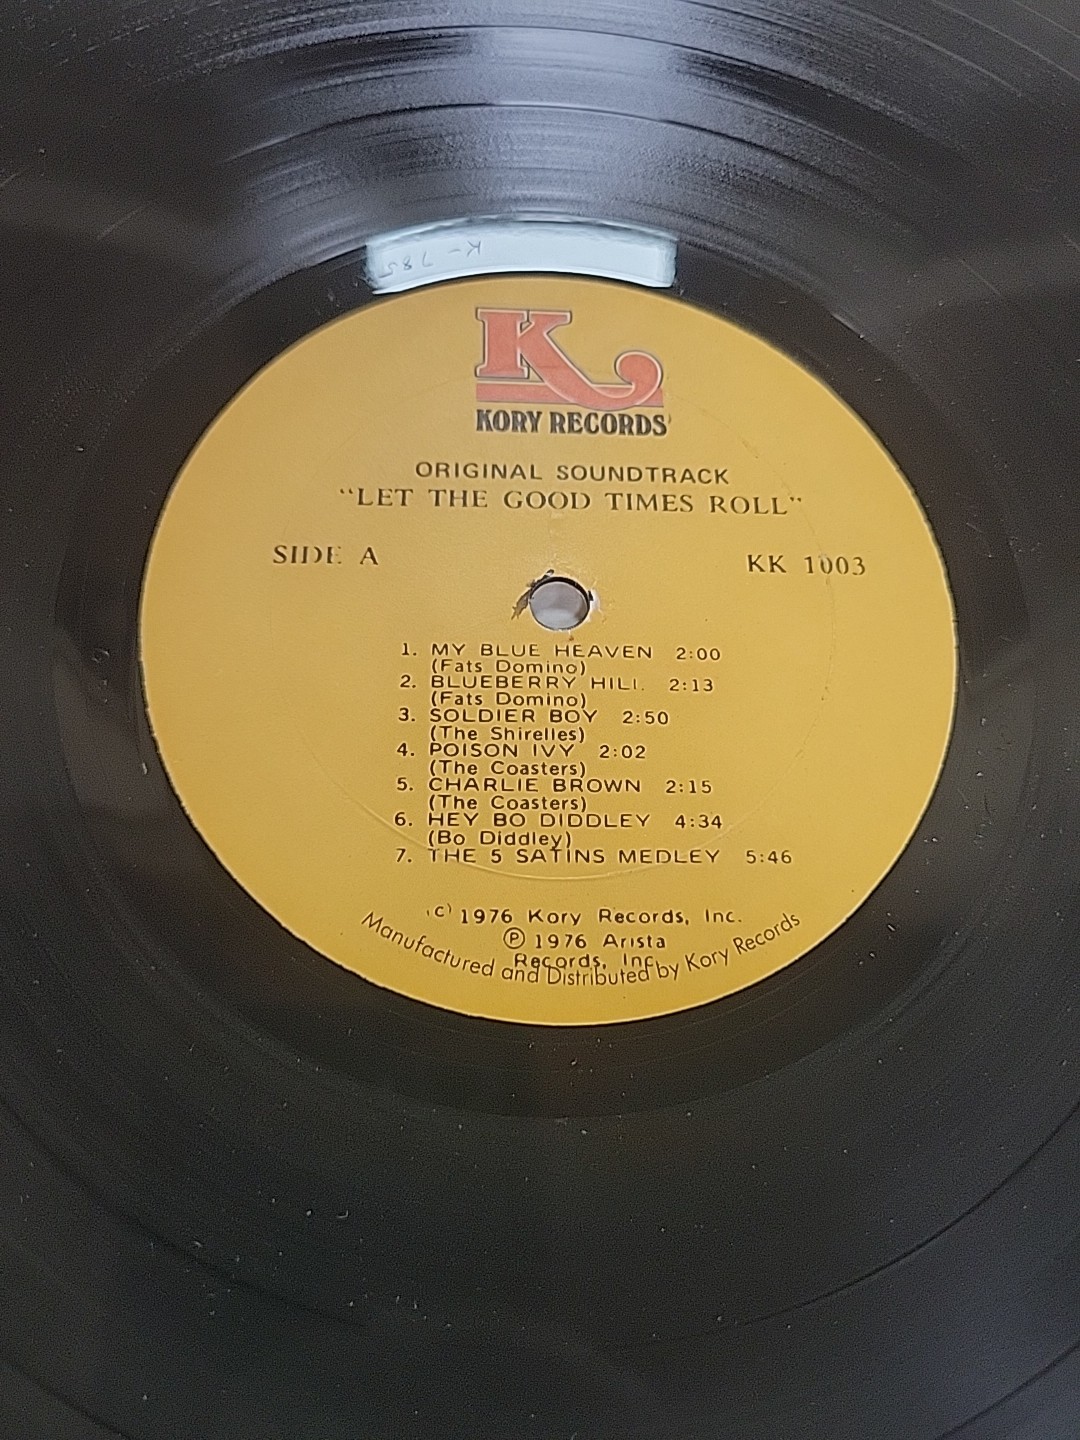 K-785
K
KORY RECORDS
ORIGINAL SOUNDTRACK
"LET THE GOOD TIMES ROLL"
SIDE A
KK 1003
1. MY BLUE HEAVEN 2:00
(Fats Domino)
2. BLUEBERRY HILL 2:13
(Fats Domino)
3. SOLDIER BOY 2:50
(The Shirelles)
4. POISON IVY 2:02
(The Coasters)
5. CHARLIE BROWN 2:15
(The Coasters)
6. HEY BO DIDDLEY 4:34
(Bo Diddley)
7. THE 5 SATINS MEDLEY 5:46
(C) 1976 Kory Records, Inc.
Ⓟ 1976 Arista
Records, Inc.
Manufactured and Distributed by Kory Records